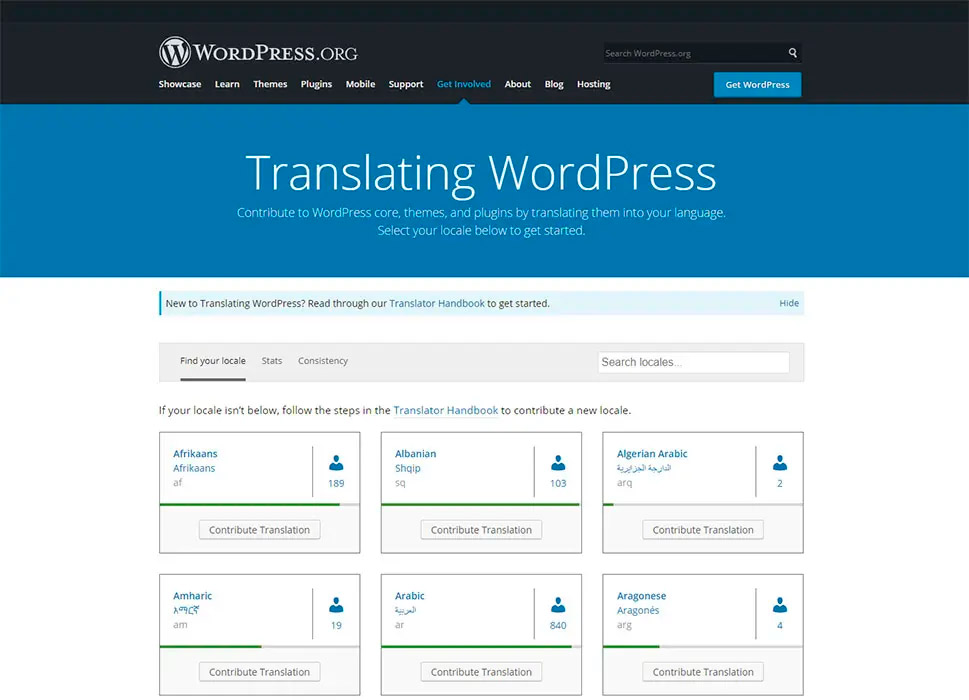 WORDPRESS.ORG
Search WordPress.org
Showcase Learn Themes Plugins Mobile Support Get Involved About Blog Hosting
Get WordPress
Translating WordPress
Contribute to WordPress core, themes, and plugins by translating them into your language.
Select your locale below to get started.
New to Translating WordPress? Read through our Translator Handbook to get started.
Hide
Find your locale Stats Consistency
Search locales...
If your locale isn't below, follow the steps in the Translator Handbook to contribute a new locale.
Afrikaans
Afrikaans
af
189
Contribute Translation
Albanian
Shqip
sq
103
Contribute Translation
Algerian Arabic
الدارجة الجزايرية
arq
2
Contribute Translation
Amharic
አማርኛ
am
19
Contribute Translation
Arabic
العربية
ar
840
Contribute Translation
Aragonese
Aragonés
arg
4
Contribute Translation